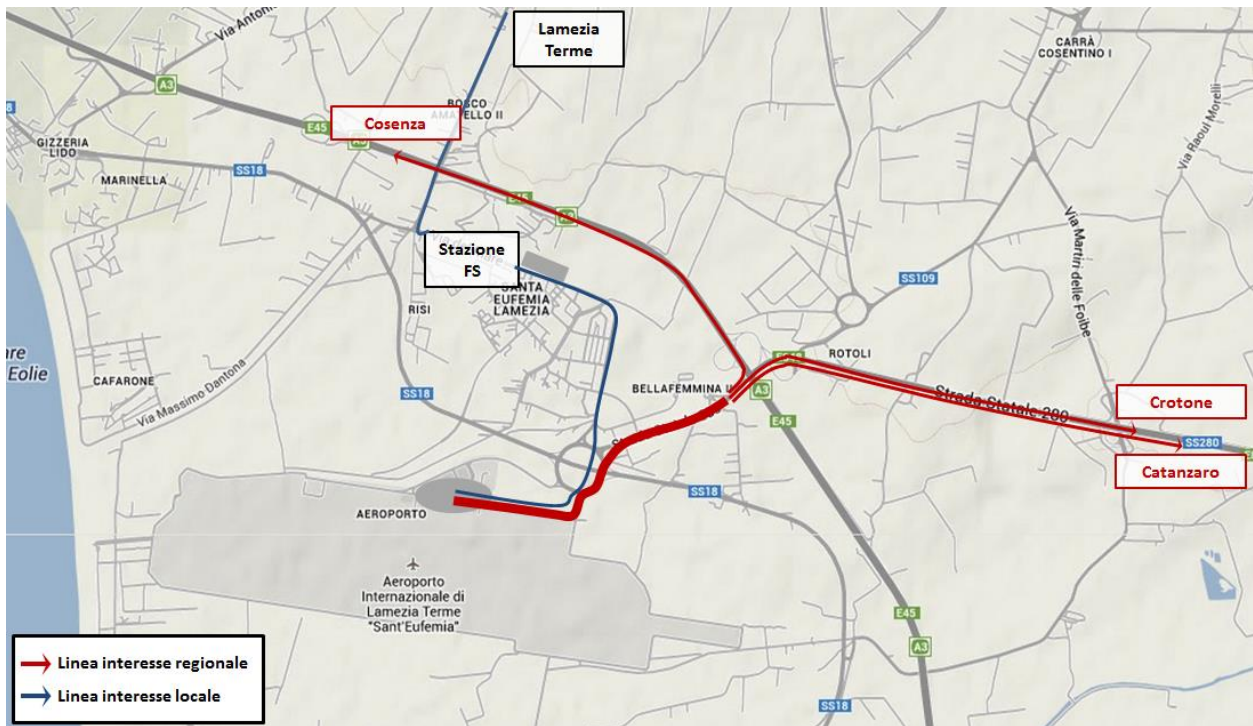 Lamezia
Terme
Via Antonio
CARRÀ
COSENTINO I
A3
BOSCO
AMATELLO II
Cosenza
E45
GIZZERIA
LIDO
SS18
MARINELLA
Via Raoul Morelli
E45
Stazione
FS
Via Martiri delle Foibe
SS109
SANTA
EUFEMIA
LAMEZIA
RISI
Eolie
CAFARONE
Via Massimo Dantona
ROTOLI
BELLAFEMMINA II
SS18
A3
Strada Statale 280
Crotone
E45
SS280
Catanzaro
SS18
AEROPORTO
Aeroporto
Internazionale di
Lamezia Terme
"Sant'Eufemia"
E45
A3
Linea interesse regionale
Linea interesse locale
SS18